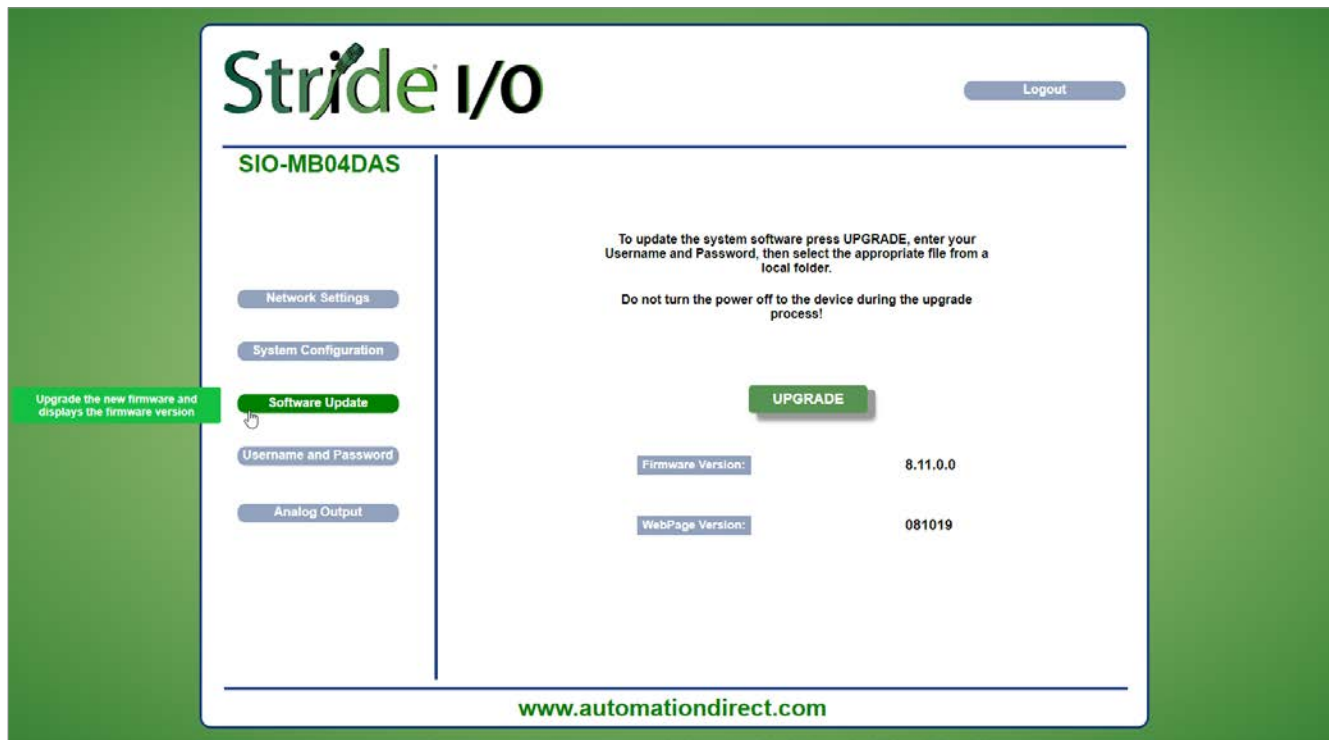 Stride I/O
Logout
SIO-MB04DAS
To update the system software press UPGRADE, enter your
Username and Password, then select the appropriate file from a
local folder.
Do not turn the power off to the device during the upgrade
process!
Network Settings
System Configuration
Upgrade the new firmware and
displays the firmware version
Software Update
UPGRADE
Username and Password
Firmware Version:
8.11.0.0
Analog Output
WebPage Version:
081019
www.automationdirect.com